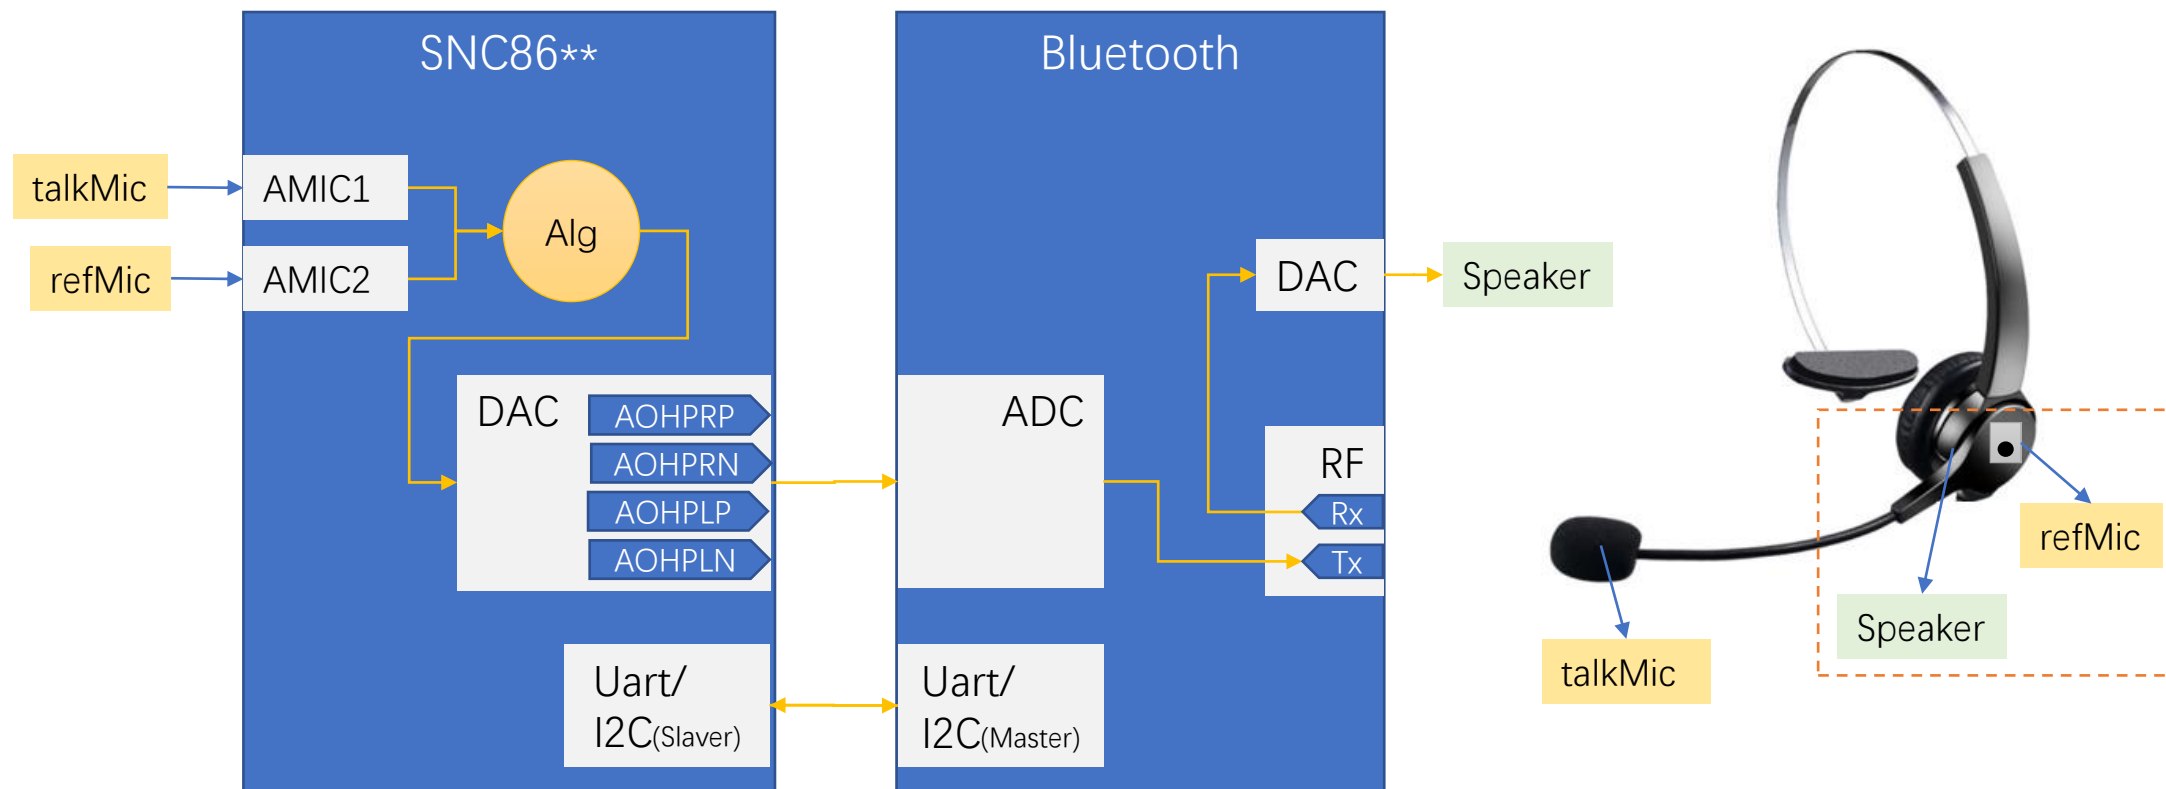 SNC86**
talkMic
AMIC1
refMic
AMIC2
Alg
DAC
AOHPRP
AOHPRN
AOHPLP
AOHPLN
Uart/
I2C(Slaver)
Bluetooth
DAC
Speaker
ADC
RF
Rx
Tx
Uart/
I2C(Master)
refMic
Speaker
talkMic